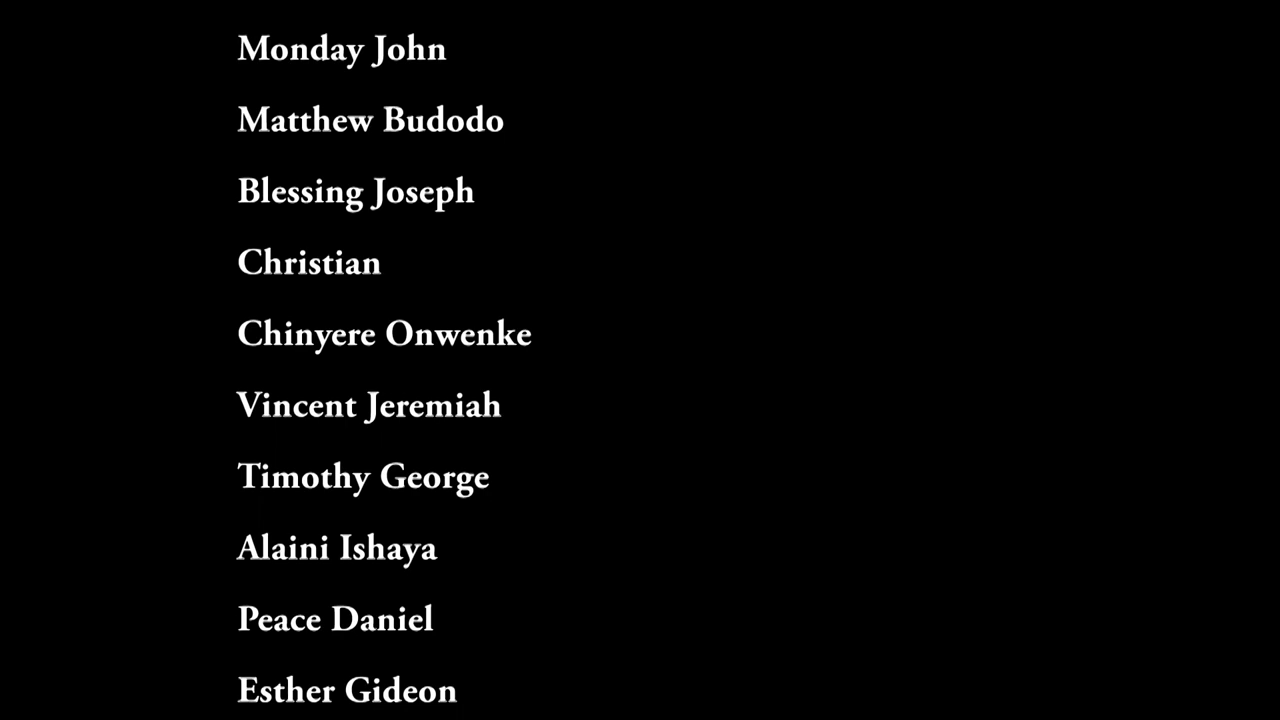 Monday John
Matthew Budodo
Blessing Joseph
Christian
Chinyere Onwenke
Vincent Jeremiah
Timothy George
Alaini Ishaya
Peace Daniel
Esther Gideon